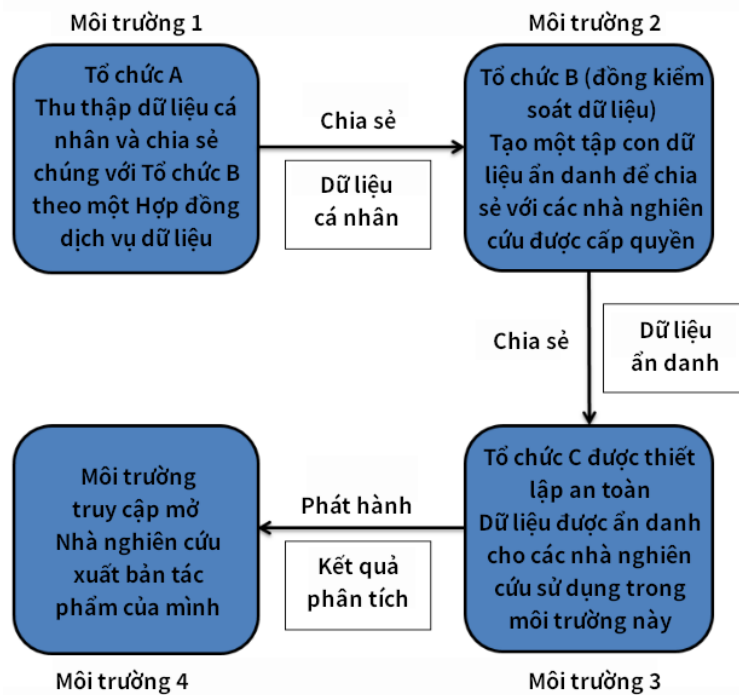 Môi trường 1
Môi trường 2
Tổ chức A
Thu thập dữ liệu cá
nhân và chia sẻ
chúng với Tổ chức B
theo một Hợp đồng
dịch vụ dữ liệu
Chia sẻ
Dữ liệu
cá nhân
Tổ chức B (đồng kiểm
soát dữ liệu)
Tạo một tập con dữ
liệu ẩn danh để chia
sẻ với các nhà nghiên
cứu được cấp quyền
Chia sẻ
Dữ liệu
ẩn danh
Tổ chức C được thiết
lập an toàn
Dữ liệu được ẩn danh
cho các nhà nghiên
cứu sử dụng trong
môi trường này
Phát hành
Kết quả
phân tích
Môi trường
truy cập mở
Nhà nghiên cứu
xuất bản tác
phẩm của mình
Môi trường 4
Môi trường 3